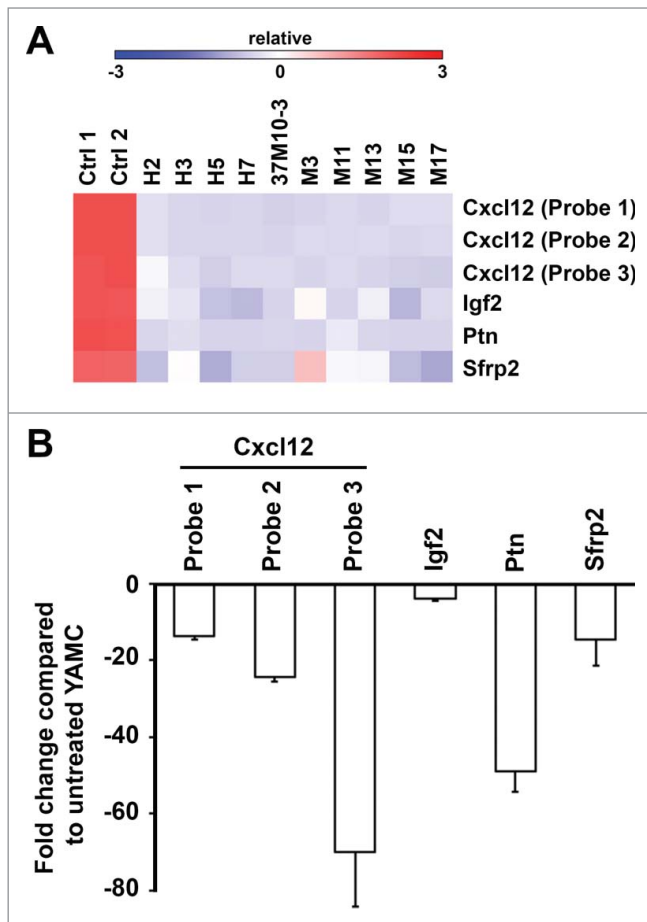 A
relative
-3 0 3
Ctrl 1 Ctrl 2 H2 H3 H5 H7 37M10-3 M3 M11 M13 M15 M17
Cxcl12 (Probe 1)
Cxcl12 (Probe 2)
Cxcl12 (Probe 3)
Igf2
Ptn
Sfrp2
B
Cxcl12
Probe 1 Probe 2 Probe 3 Igf2 Ptn Sfrp2
Fold change compared
to untreated YAMC
0
-20
-40
-60
-80